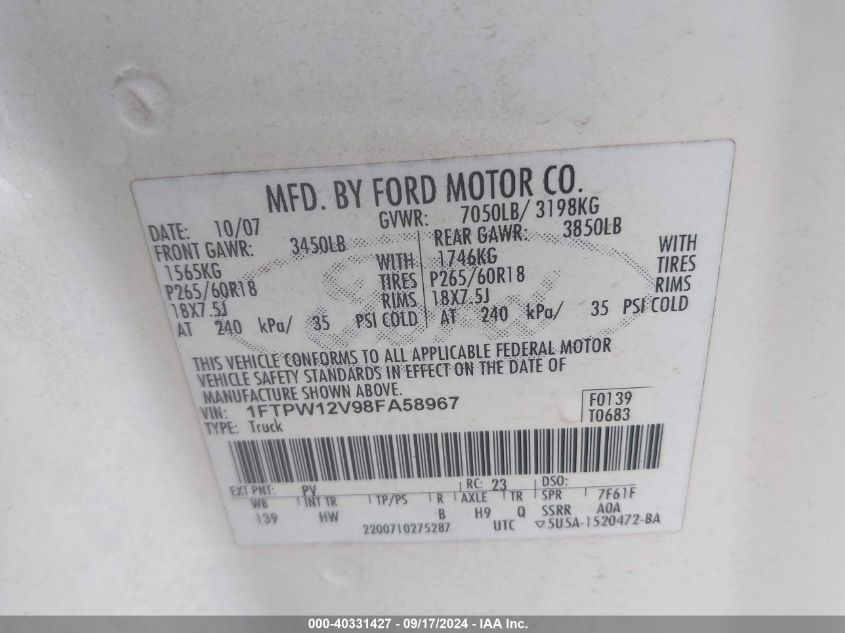 MFD. BY FORD MOTOR CO.
DATE: 10/07 GVWR: 7050LB/ 3198KG
FRONT GAWR: 3450LB REAR GAWR: 3850LB
1565KG WITH 1746KG WITH
P265/60R18 TIRES P265/60R18 TIRES
18X7.5J RIMS 18X7.5J RIMS
AT 240 kPa/ 35 PSI COLD AT 240 kPa/ 35 PSI COLD
THIS VEHICLE CONFORMS TO ALL APPLICABLE FEDERAL MOTOR
VEHICLE SAFETY STANDARDS IN EFFECT ON THE DATE OF
MANUFACTURE SHOWN ABOVE.
VIN: 1FTPW12V98FA58967 F0139
TYPE: Truck T0683
EXT PNT: PV RC: 23 DSO:
WB INT TR TP/PS R AXLE TR SPR 7F61F
139 HW B H9 Q SSRR A0A
2200710275287 UTC ▽5U5A-1520472-BA
000-40331427 - 09/17/2024 - IAA Inc.